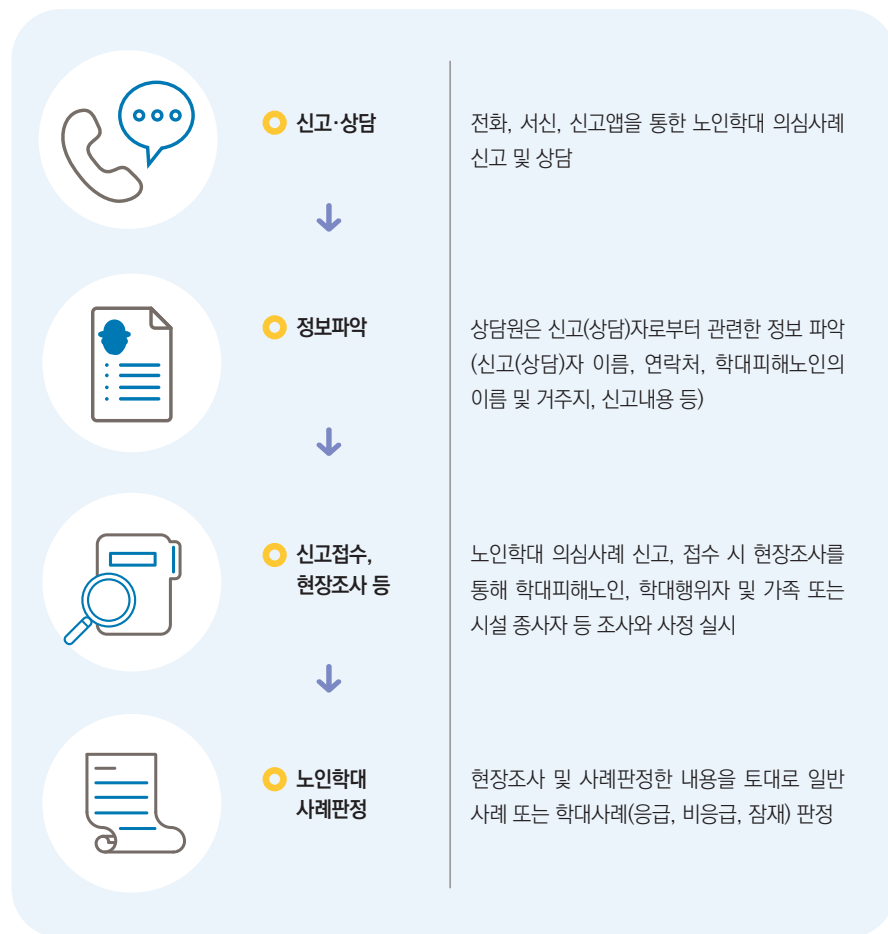 신고·상담
전화, 서신, 신고앱을 통한 노인학대 의심사례
신고 및 상담
정보파악
상담원은 신고(상담)자로부터 관련한 정보 파악
(신고(상담)자 이름, 연락처, 학대피해노인의
이름 및 거주지, 신고내용 등)
신고접수,
현장조사 등
노인학대 의심사례 신고, 접수 시 현장조사를
통해 학대피해노인, 학대행위자 및 가족 또는
시설 종사자 등 조사와 사정 실시
노인학대
사례판정
현장조사 및 사례판정한 내용을 토대로 일반
사례 또는 학대사례(응급, 비응급, 잠재) 판정